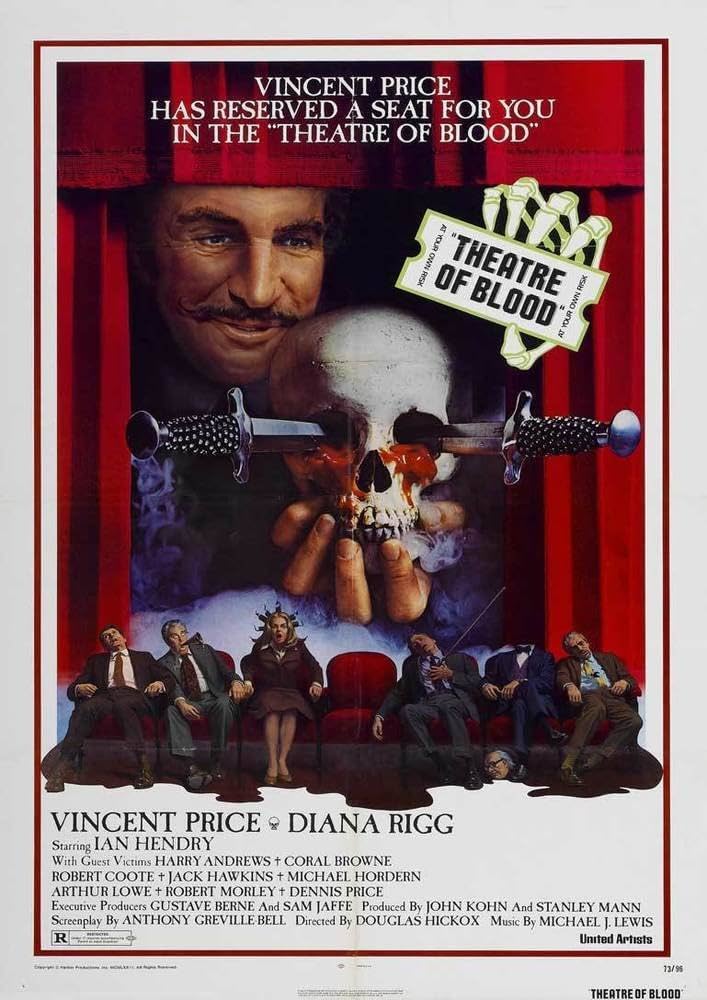 VINCENT PRICE
HAS RESERVED A SEAT FOR YOU
IN THE "THEATRE OF BLOOD"
AT YOUR OWN RISK
"THEATRE
OF BLOOD"
AT YOUR OWN RISK
VINCENT PRICE DIANA RIGG
Starring IAN HENDRY
With Guest Victims HARRY ANDREWS † CORAL BROWNE
ROBERT COOTE † JACK HAWKINS † MICHAEL HORDERN
ARTHUR LOWE † ROBERT MORLEY † DENNIS PRICE
Executive Producers GUSTAVE BERNE And SAM JAFFE Produced By JOHN KOHN And STANLEY MANN
Screenplay By ANTHONY GREVILLE-BELL Directed By DOUGLAS HICKOX Music By MICHAEL J. LEWIS
R RESTRICTED
United Artists
All Rights Reserved
73/96
"THEATRE OF BLOOD"